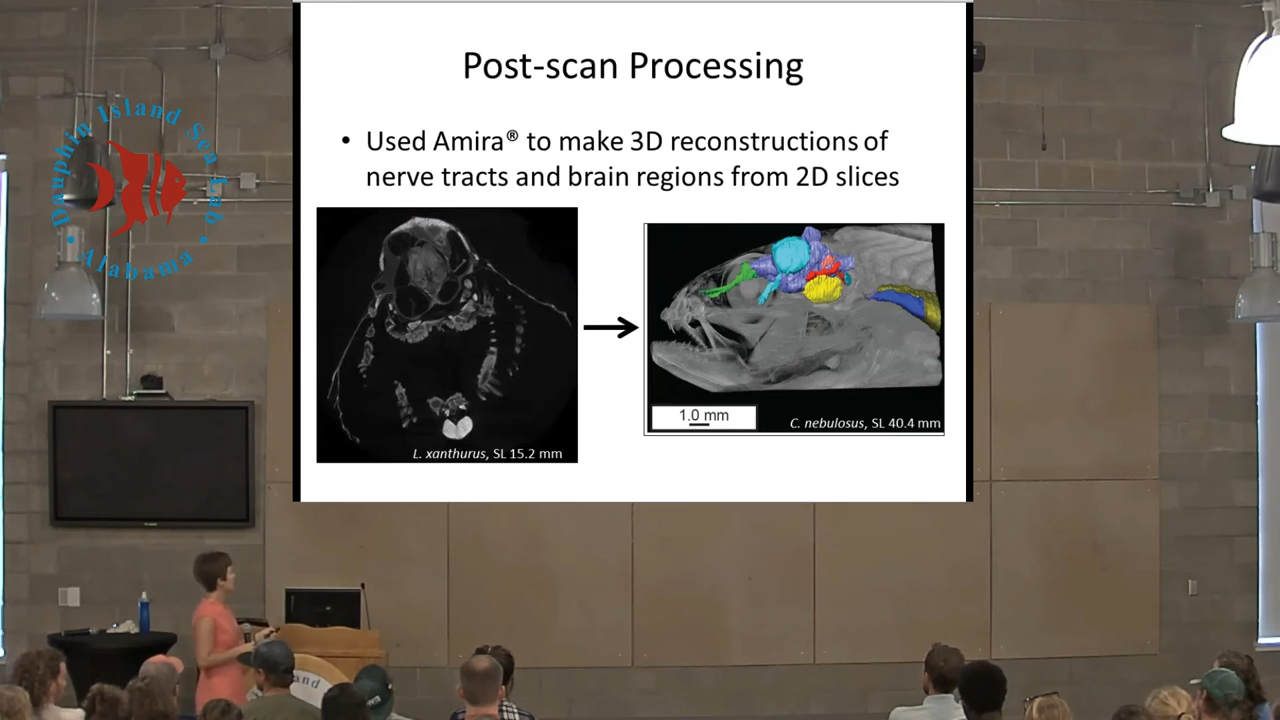 Post-scan Processing
• Used Amira® to make 3D reconstructions of
nerve tracts and brain regions from 2D slices
L. xanthurus, SL 15.2 mm
1.0 mm
C. nebulosus, SL 40.4 mm
Dauphin Island Sea Lab
• Alabama •
and